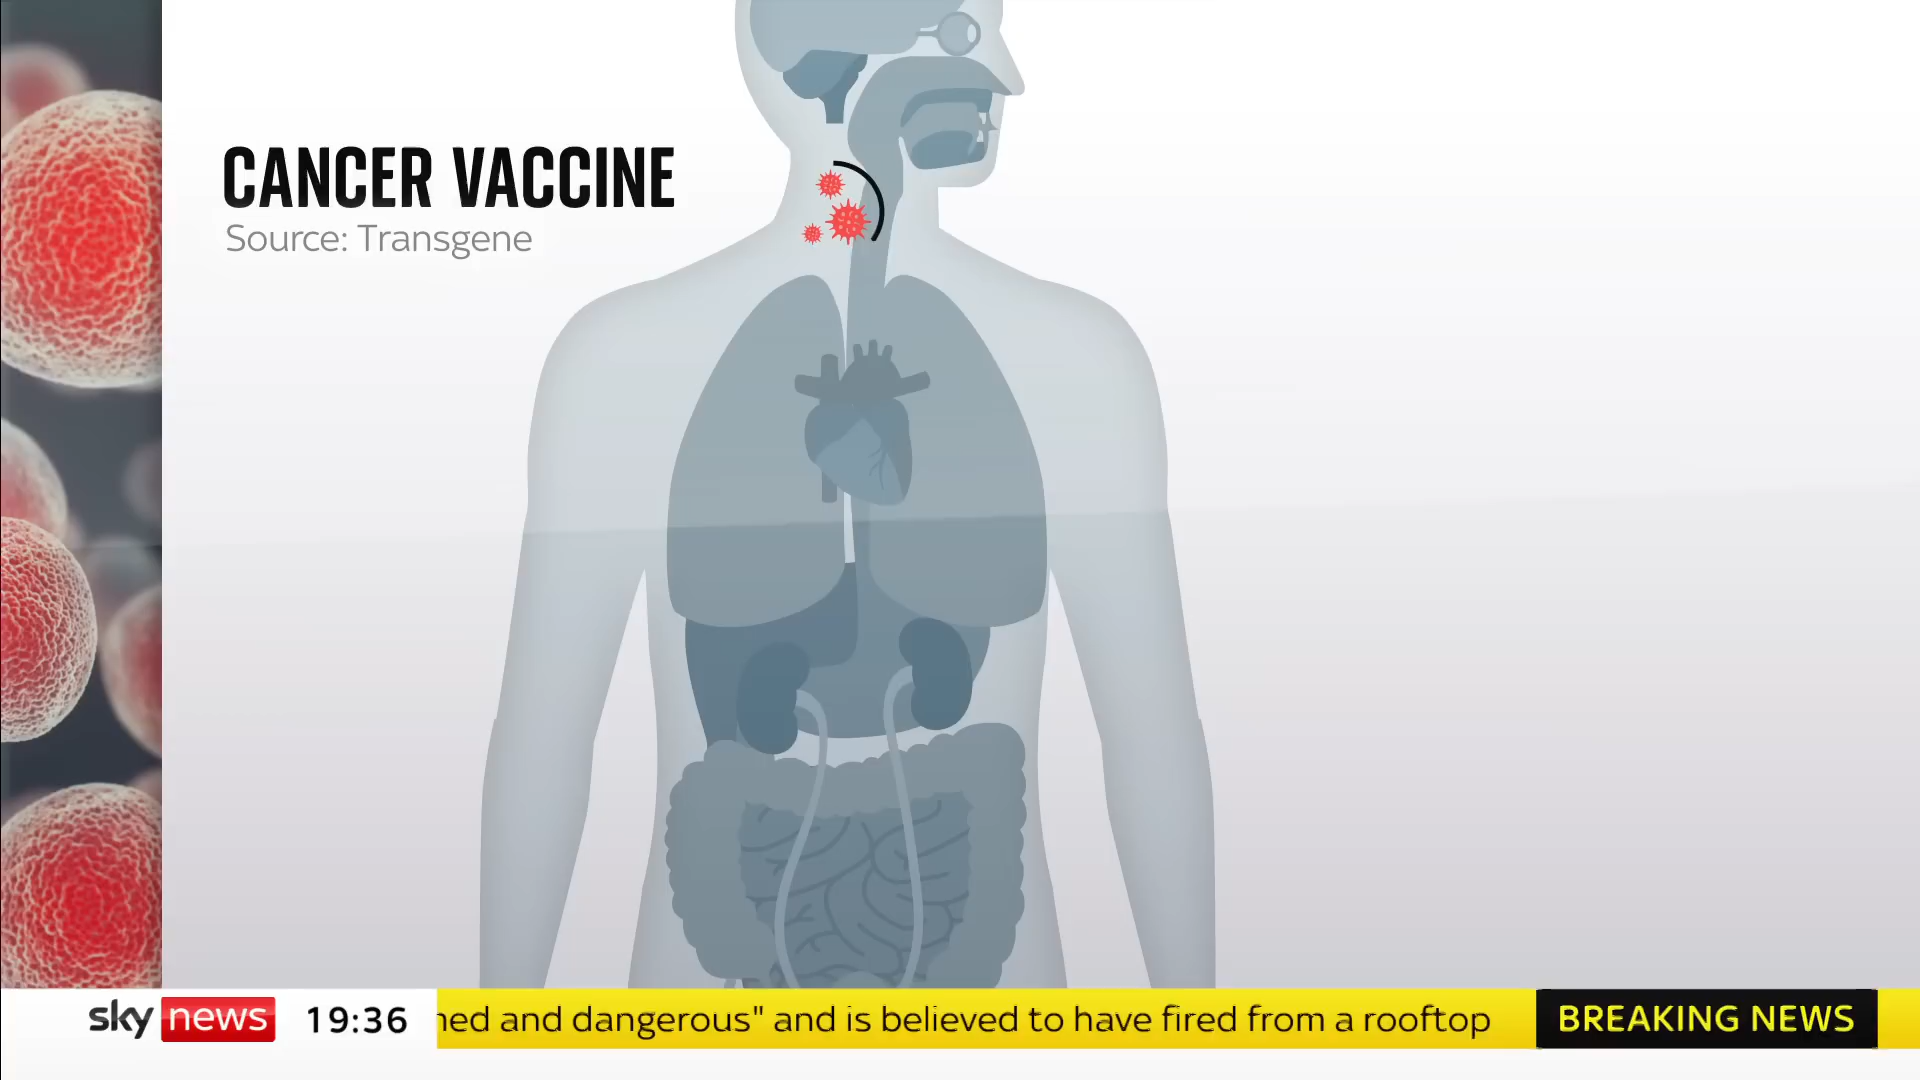 CANCER VACCINE
Source: Transgene
sky news 19:36 and dangerous" and is believed to have fired from a rooftop BREAKING NEWS